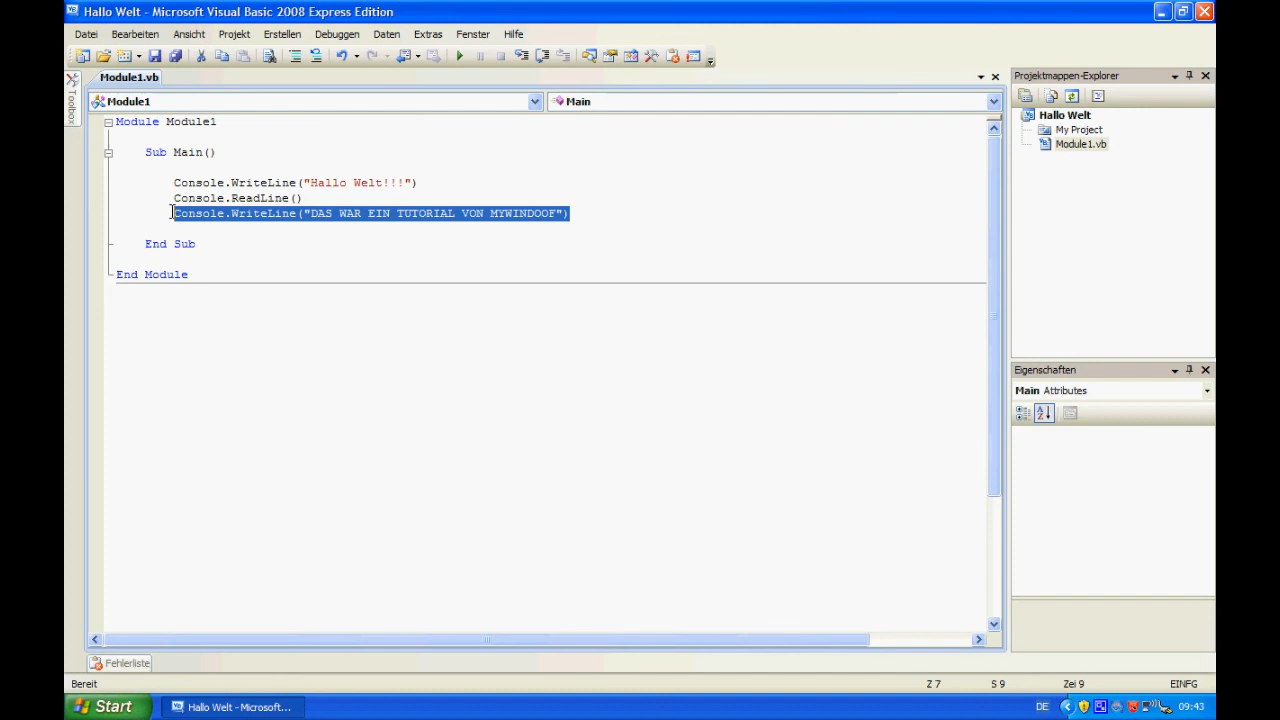 Hallo Welt - Microsoft Visual Basic 2008 Express Edition
Datei Bearbeiten Ansicht Projekt Erstellen Debuggen Daten Extras Fenster Hilfe
Toolbox
Module1.vb
Module1
Main
Module Module1
Sub Main()
Console.WriteLine("Hallo Welt!!!")
Console.ReadLine()
Console.WriteLine("DAS WAR EIN TUTORIAL VON MYWINDOOF")
End Sub
End Module
Projektmappen-Explorer
Hallo Welt
My Project
Module1.vb
Eigenschaften
Main Attributes
Fehlerliste
Bereit
Z 7
S 9
Zei 9
EINFG
Start
Hallo Welt - Microsoft...
DE
09:43